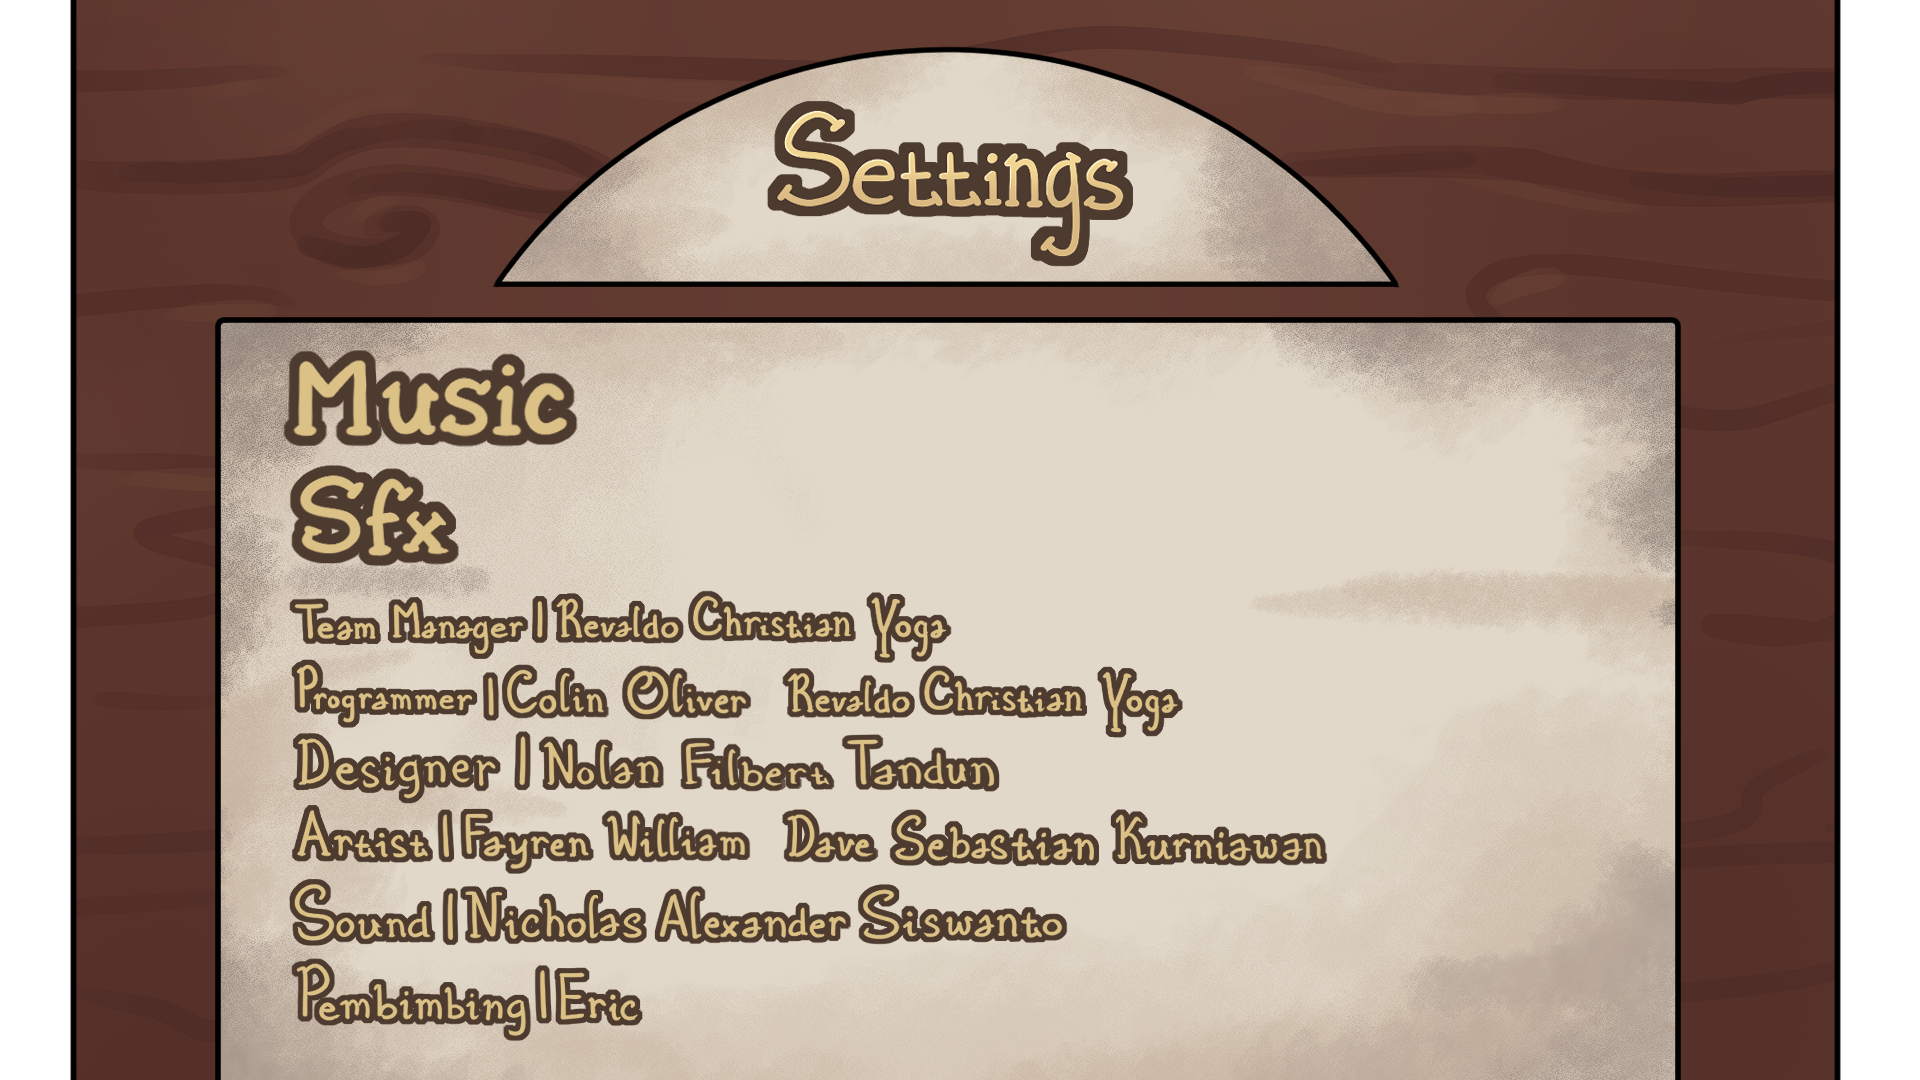 Settings
Music
Sfx
Team Manager | Revaldo Christian Yoga
Programmer | Colin Oliver Revaldo Christian Yoga
Designer | Nolan Filbert Tandun
Artist | Fayren William Dave Sebastian Kurniawan
Sound | Nicholas Alexander Siswanto
Pembimbing | Eric